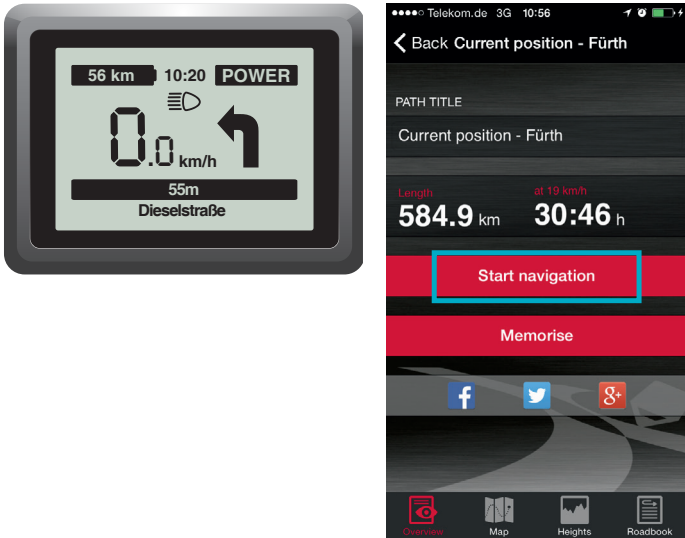 56 km 10:20 POWER
0.0 km/h
55m
Dieselstraße
Telekom.de 3G 10:56
Back Current position - Fürth
PATH TITLE
Current position - Fürth
Length at 19 km/h
584.9 km 30:46 h
Start navigation
Memorise
f 8+
Overview Map Heights Roadbook